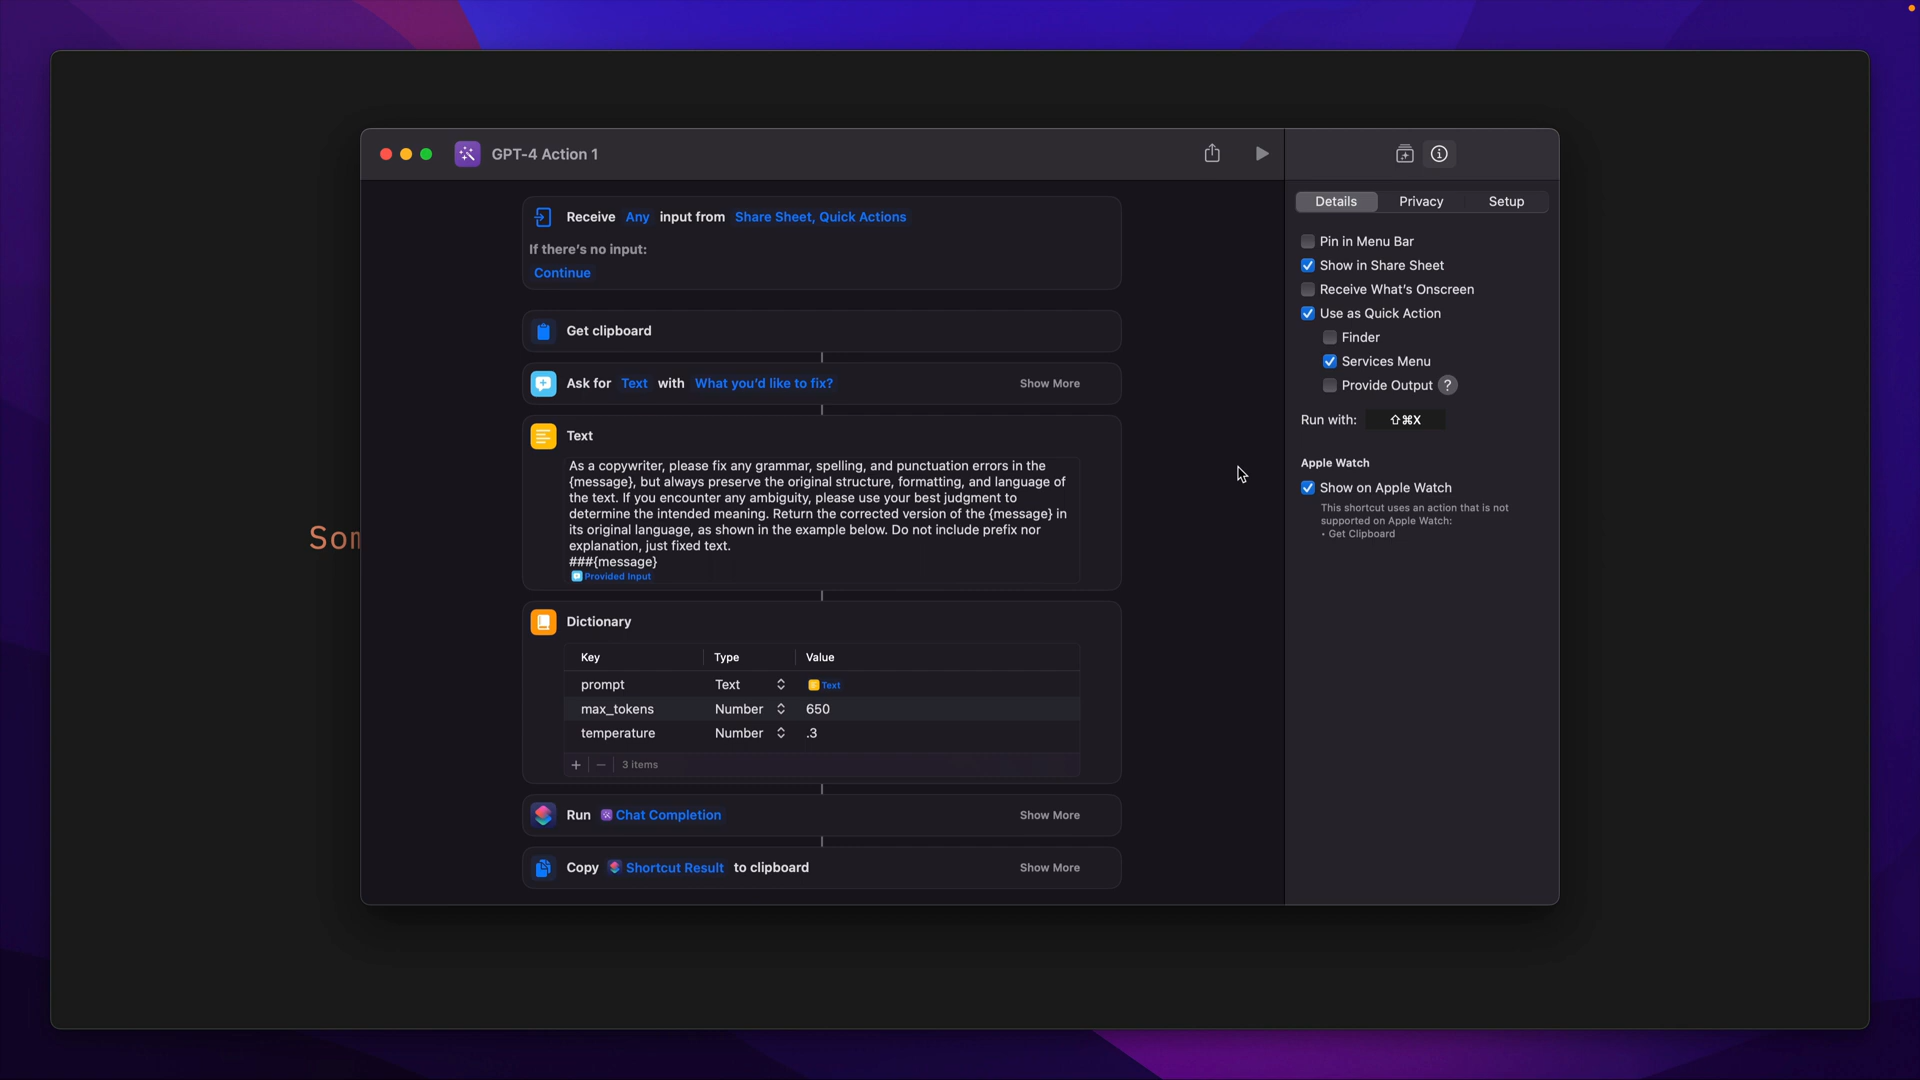 GPT-4 Action 1
Receive Any input from Share Sheet, Quick Actions
If there's no input:
Continue
Get clipboard
Ask for Text with What you'd like to fix? Show More
Text
As a copywriter, please fix any grammar, spelling, and punctuation errors in the
{message}, but always preserve the original structure, formatting, and language of
the text. If you encounter any ambiguity, please use your best judgment to
determine the intended meaning. Return the corrected version of the {message} in
its original language, as shown in the example below. Do not include prefix nor
explanation, just fixed text.
###{message}
Provided Input
Dictionary
Key Type Value
prompt Text Text
max_tokens Number 650
temperature Number .3
+ − 3 items
Run Chat Completion Show More
Copy Shortcut Result to clipboard Show More
Details Privacy Setup
Pin in Menu Bar
Show in Share Sheet
Receive What's Onscreen
Use as Quick Action
Finder
Services Menu
Provide Output ?
Run with: ⇧⌘X
Apple Watch
Show on Apple Watch
This shortcut uses an action that is not
supported on Apple Watch:
• Get Clipboard